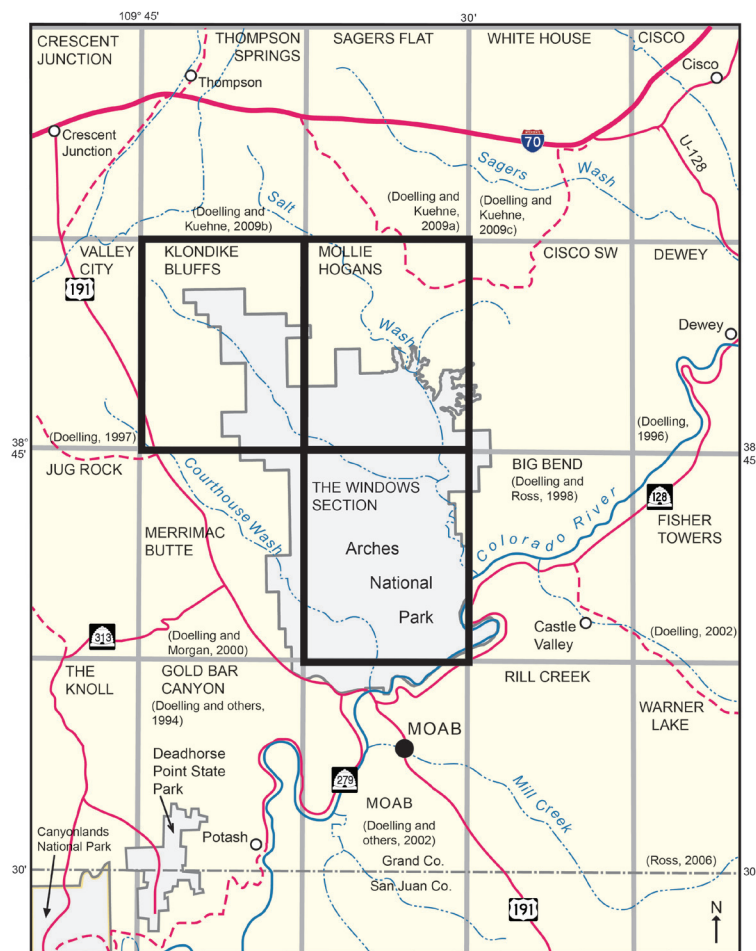 109° 45'
30'
CRESCENT
JUNCTION
THOMPSON
SPRINGS
SAGERS FLAT
WHITE HOUSE
CISCO
Thompson
Cisco
Crescent
Junction
70
U-128
Sagers
Wash
Salt
(Doelling and
Kuehne, 2009b)
(Doelling and
Kuehne,
2009a)
(Doelling and
Kuehne,
2009c)
VALLEY
CITY
KLONDIKE
BLUFFS
MOLLIE
HOGANS
CISCO SW
DEWEY
191
Wash
Dewey
(Doelling, 1997)
(Doelling,
1996)
38°
45'
38°
45'
JUG ROCK
Courthouse Wash
THE WINDOWS
SECTION
BIG BEND
(Doelling and
Ross, 1998)
128
MERRIMAC
BUTTE
Arches
National
Park
Colorado River
FISHER
TOWERS
313
(Doelling and
Morgan, 2000)
Castle
Valley
(Doelling, 2002)
THE
KNOLL
GOLD BAR
CANYON
(Doelling and others,
1994)
RILL CREEK
WARNER
LAKE
MOAB
Deadhorse
Point State
Park
279
Mill Creek
MOAB
(Doelling and
others, 2002)
Canyonlands
National Park
Potash
Grand Co.
San Juan Co.
(Ross, 2006)
30'
30'
191
N